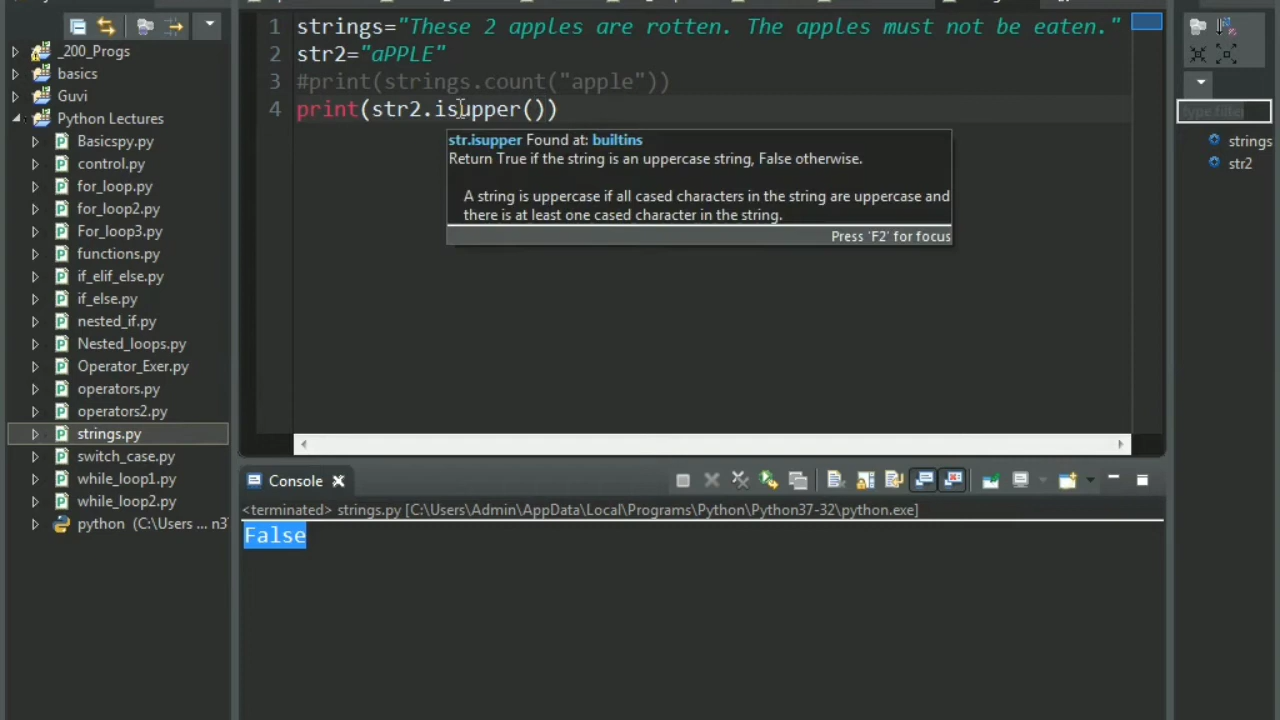 _200_Progs
basics
Guvi
Python Lectures
Basicspy.py
control.py
for_loop.py
for_loop2.py
For_loop3.py
functions.py
if_elif_else.py
if_else.py
nested_if.py
Nested_loops.py
Operator_Exer.py
operators.py
operators2.py
strings.py
switch_case.py
while_loop1.py
while_loop2.py
python (C:\Users ... n37
1 strings="These 2 apples are rotten. The apples must not be eaten."
2 str2="aPPLE"
3 #print(strings.count("apple"))
4 print(str2.isupper())
str.isupper Found at: builtins
Return True if the string is an uppercase string, False otherwise.
A string is uppercase if all cased characters in the string are uppercase and
there is at least one cased character in the string.
Press 'F2' for focus
Console
<terminated> strings.py [C:\Users\Admin\AppData\Local\Programs\Python\Python37-32\python.exe]
False
type filter
strings
str2